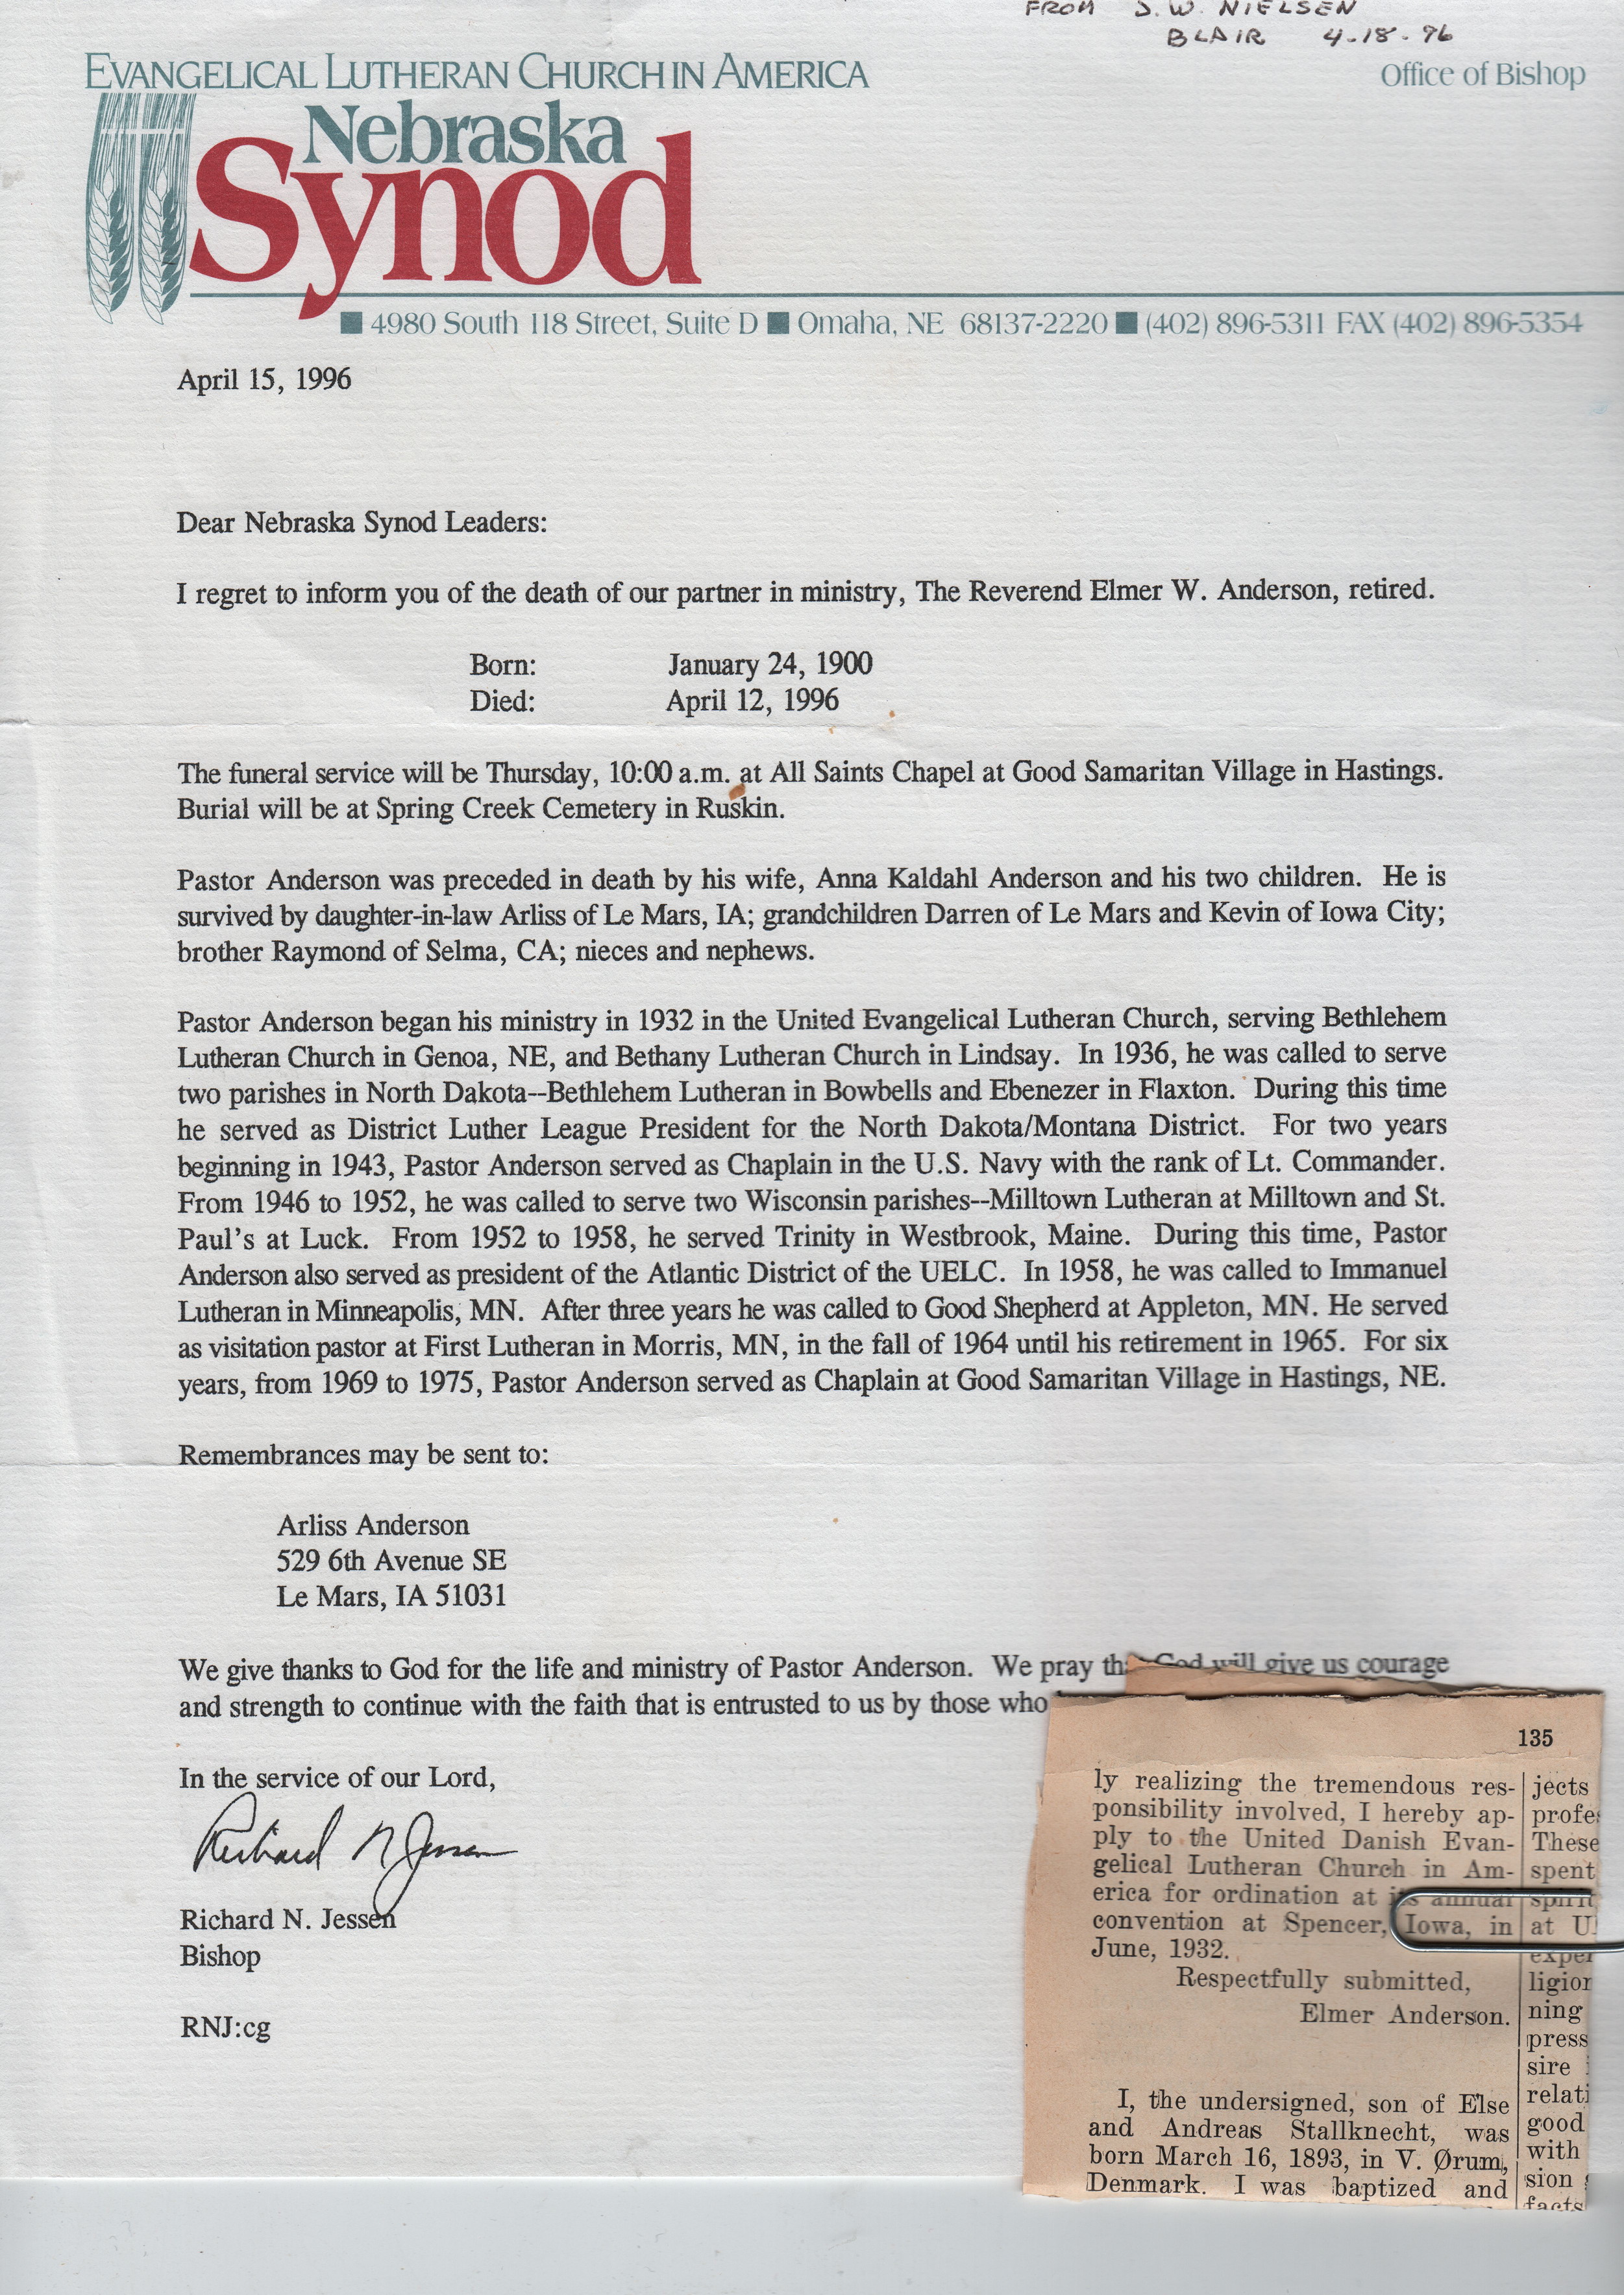 FROM S. W. NIELSEN
BLAIR 4-18-96
EVANGELICAL LUTHERAN CHURCH IN AMERICA
Office of Bishop
Nebraska
Synod
■ 4980 South 118 Street, Suite D ■ Omaha, NE 68137-2220 ■ (402) 896-5311 FAX (402) 896-5354
April 15, 1996
Dear Nebraska Synod Leaders:
I regret to inform you of the death of our partner in ministry, The Reverend Elmer W. Anderson, retired.
Born: January 24, 1900
Died: April 12, 1996
The funeral service will be Thursday, 10:00 a.m. at All Saints Chapel at Good Samaritan Village in Hastings.
Burial will be at Spring Creek Cemetery in Ruskin.
Pastor Anderson was preceded in death by his wife, Anna Kaldahl Anderson and his two children. He is
survived by daughter-in-law Arliss of Le Mars, IA; grandchildren Darren of Le Mars and Kevin of Iowa City;
brother Raymond of Selma, CA; nieces and nephews.
Pastor Anderson began his ministry in 1932 in the United Evangelical Lutheran Church, serving Bethlehem
Lutheran Church in Genoa, NE, and Bethany Lutheran Church in Lindsay. In 1936, he was called to serve
two parishes in North Dakota--Bethlehem Lutheran in Bowbells and Ebenezer in Flaxton. During this time
he served as District Luther League President for the North Dakota/Montana District. For two years
beginning in 1943, Pastor Anderson served as Chaplain in the U.S. Navy with the rank of Lt. Commander.
From 1946 to 1952, he was called to serve two Wisconsin parishes--Milltown Lutheran at Milltown and St.
Paul's at Luck. From 1952 to 1958, he served Trinity in Westbrook, Maine. During this time, Pastor
Anderson also served as president of the Atlantic District of the UELC. In 1958, he was called to Immanuel
Lutheran in Minneapolis, MN. After three years he was called to Good Shepherd at Appleton, MN. He served
as visitation pastor at First Lutheran in Morris, MN, in the fall of 1964 until his retirement in 1965. For six
years, from 1969 to 1975, Pastor Anderson served as Chaplain at Good Samaritan Village in Hastings, NE.
Remembrances may be sent to:
Arliss Anderson
529 6th Avenue SE
Le Mars, IA 51031
We give thanks to God for the life and ministry of Pastor Anderson. We pray th God will give us courage
and strength to continue with the faith that is entrusted to us by those who
In the service of our Lord,
Richard N Jessen
Richard N. Jessen
Bishop
RNJ:cg
135
ly realizing the tremendous res-
ponsibility involved, I hereby ap-
ply to the United Danish Evan-
gelical Lutheran Church in Am-
erica for ordination at its annual
convention at Spencer, Iowa, in
June, 1932.
Respectfully submitted,
Elmer Anderson.
I, the undersigned, son of Else
and Andreas Stallknecht, was
born March 16, 1893, in V. Ørum,
Denmark. I was baptized and
jects
profes
These
spent
spirit
at U
exper
ligion
ning
press
sire
relati
good
with
sion
facts